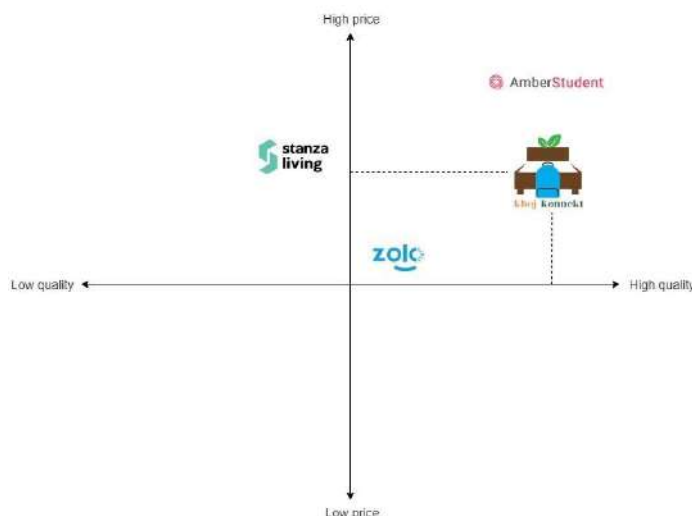 High price
AmberStudent
stanza
living
khoj konnekt
zolo
Low quality
High quality
Low price